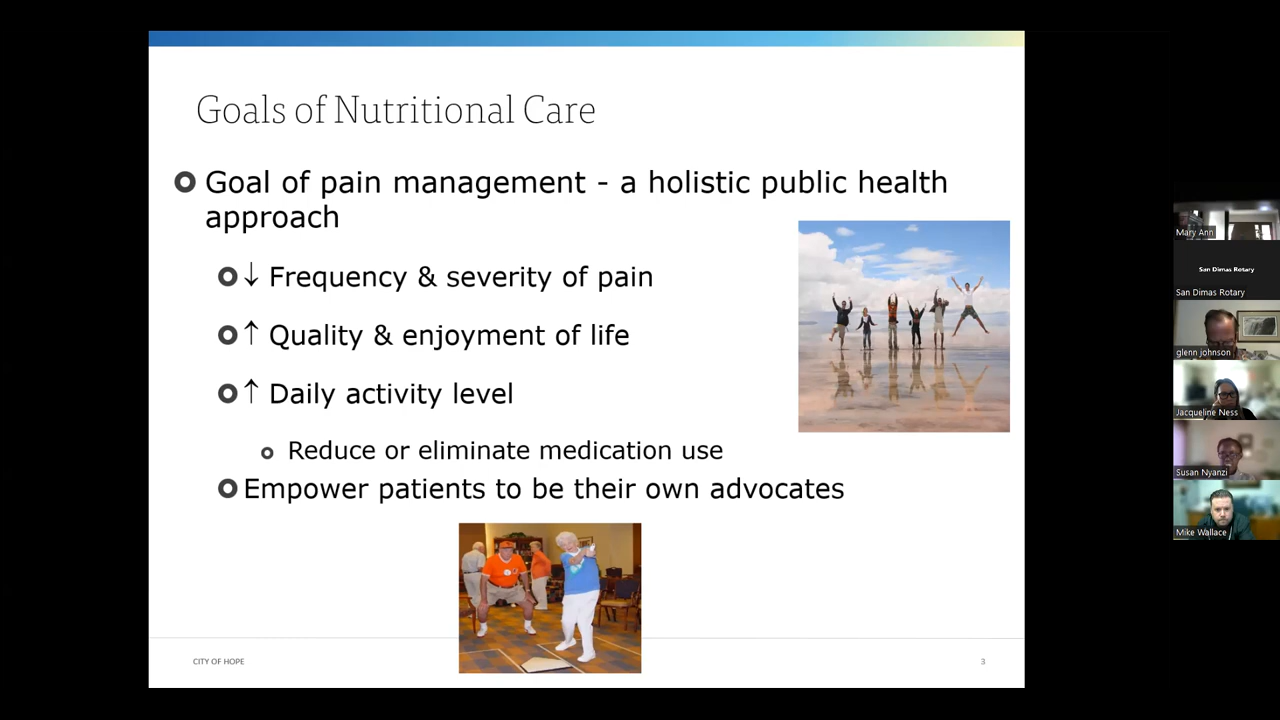 Goals of Nutritional Care
Goal of pain management - a holistic public health
approach
↓ Frequency & severity of pain
↑ Quality & enjoyment of life
↑ Daily activity level
Reduce or eliminate medication use
Empower patients to be their own advocates
CITY OF HOPE
3
Mary Ann
San Dimas Rotary
San Dimas Rotary
glenn johnson
Jacqueline Ness
Susan Nyanzi
Mike Wallace